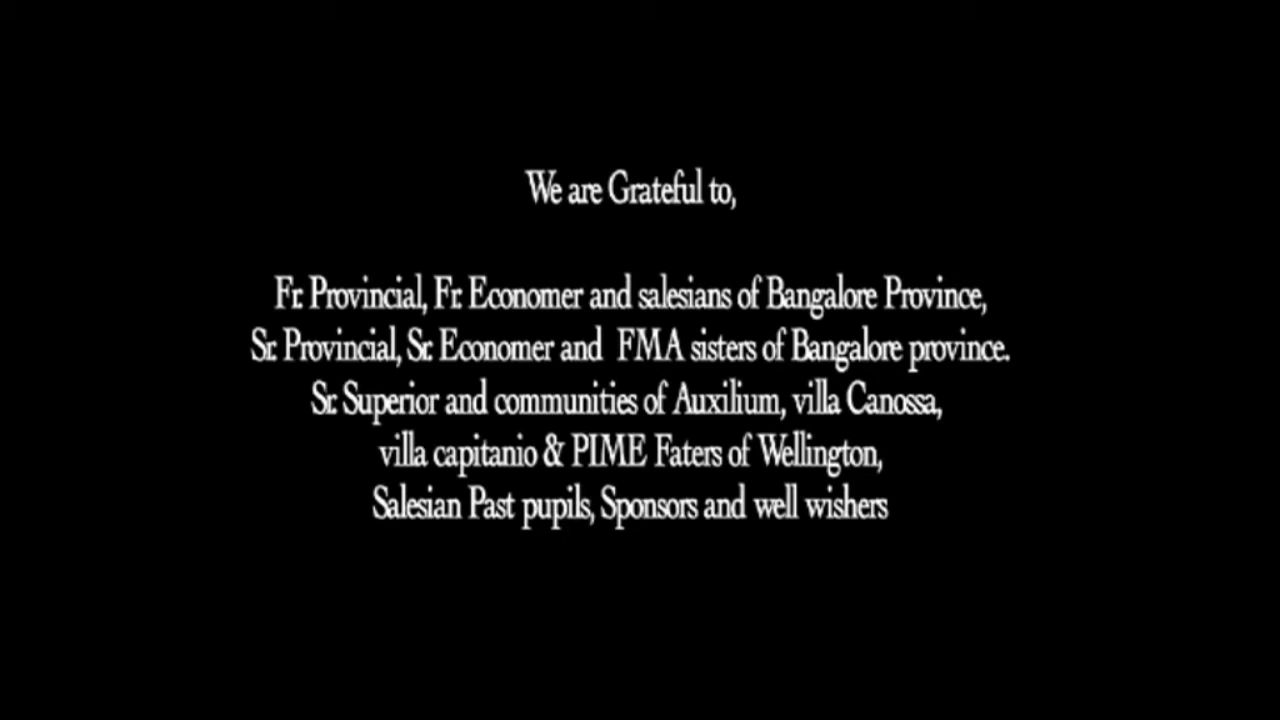 We are Grateful to,
Fr. Provincial, Fr. Economer and salesians of Bangalore Province,
Sr. Provincial, Sr. Economer and FMA sisters of Bangalore province.
Sr. Superior and communities of Auxilium, villa Canossa,
villa capitanio & PIME Faters of Wellington,
Salesian Past pupils, Sponsors and well wishers